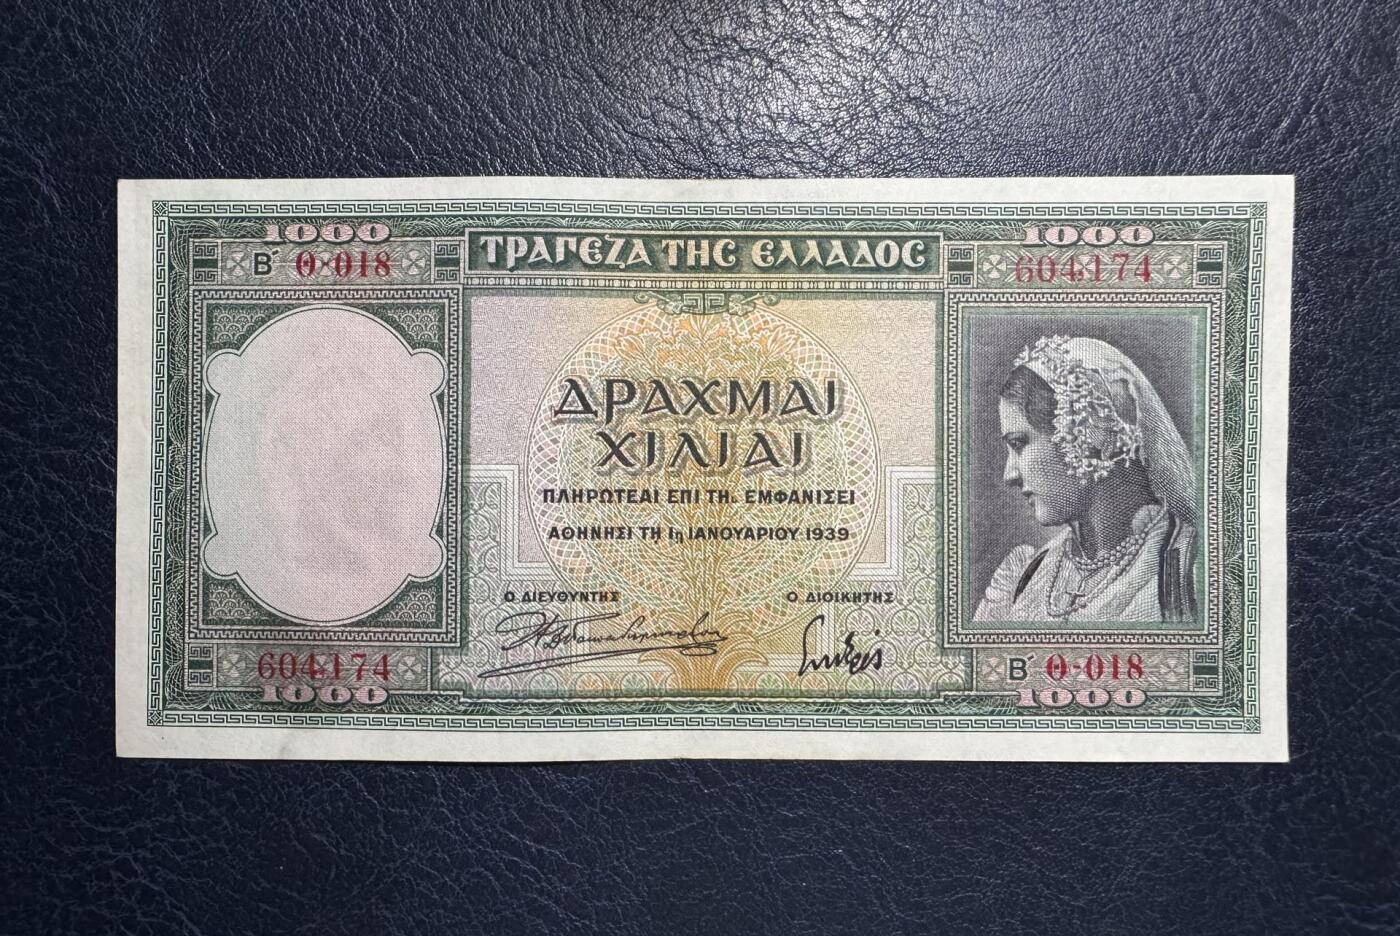 1000 1000
Β΄ Θ-018 ΤΡΑΠΕΖΑ ΤΗΣ ΕΛΛΑΔΟΣ 604174
ΔΡΑΧΜΑΙ
ΧΙΛΙΑΙ
ΠΛΗΡΩΤΕΑΙ ΕΠΙ ΤΗι ΕΜΦΑΝΙΣΕΙ
ΑΘΗΝΗΣΙ ΤΗ 1η ΙΑΝΟΥΑΡΙΟΥ 1939
Ο ΔΙΕΥΘΥΝΤΗΣ Ο ΔΙΟΙΚΗΤΗΣ
604174 Β΄ Θ-018
1000 1000